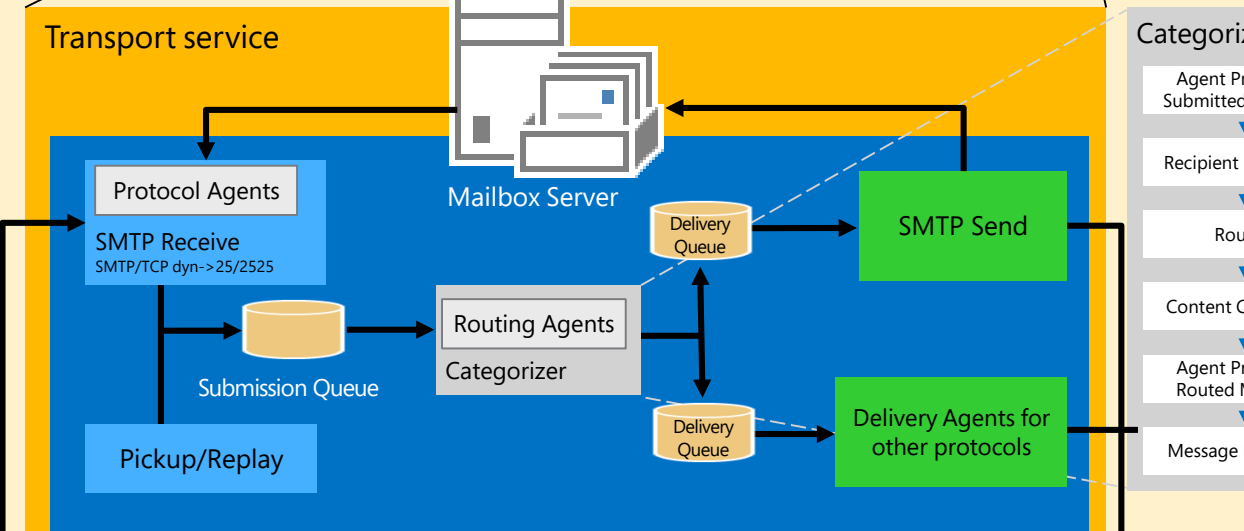 Transport service
Protocol Agents
SMTP Receive
SMTP/TCP dyn->25/2525
Mailbox Server
Delivery
Queue
SMTP Send
Routing Agents
Categorizer
Submission Queue
Pickup/Replay
Delivery
Queue
Delivery Agents for
other protocols
Agent
Submitted
Recipient
Content
Agent
Routed
Message